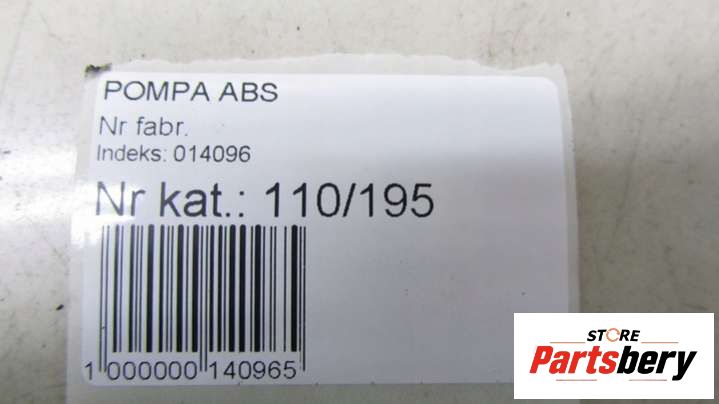 POMPA ABS
Nr fabr.
Indeks: 014096
Nr kat.: 110/195
1 000000 140965
STORE
Partsbery